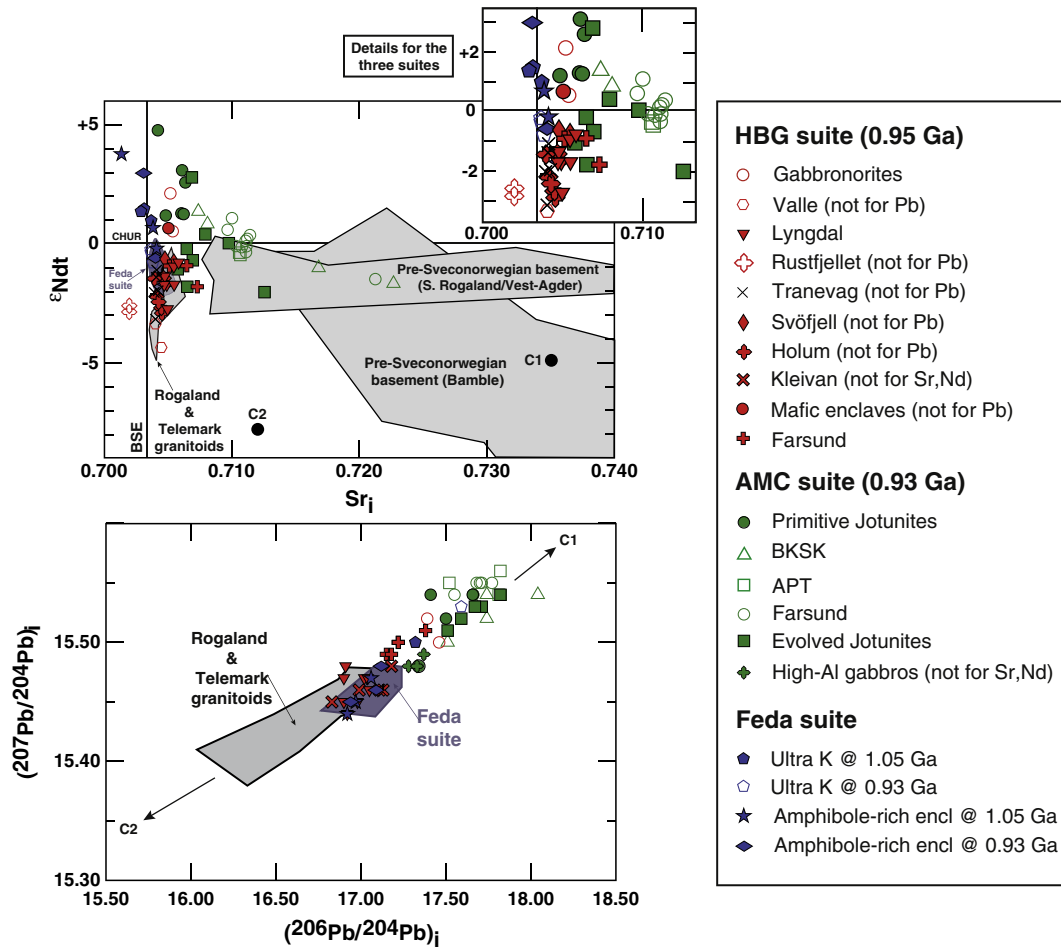 Details for the
three suites
+2
0
-2
0.700
0.710
+5
0
-5
εNdt
CHUR
Feda
suite
BSE
Rogaland
&
Telemark
granitoids
Pre-Sveconorwegian basement
(S. Rogaland/Vest-Agder)
Pre-Sveconorwegian
basement (Bamble)
C1
C2
0.700
0.710
0.720
0.730
0.740
Sri
15.50
15.40
15.30
(207Pb/204Pb)i
Rogaland
&
Telemark
granitoids
Feda
suite
C1
C2
15.50
16.00
16.50
17.00
17.50
18.00
18.50
(206Pb/204Pb)i
HBG suite (0.95 Ga)
Gabbronorites
Valle (not for Pb)
Lyngdal
Rustfjellet (not for Pb)
Tranevag (not for Pb)
Svöfjell (not for Pb)
Holum (not for Pb)
Kleivan (not for Sr,Nd)
Mafic enclaves (not for Pb)
Farsund
AMC suite (0.93 Ga)
Primitive Jotunites
BKSK
APT
Farsund
Evolved Jotunites
High-Al gabbros (not for Sr,Nd)
Feda suite
Ultra K @ 1.05 Ga
Ultra K @ 0.93 Ga
Amphibole-rich encl @ 1.05 Ga
Amphibole-rich encl @ 0.93 Ga